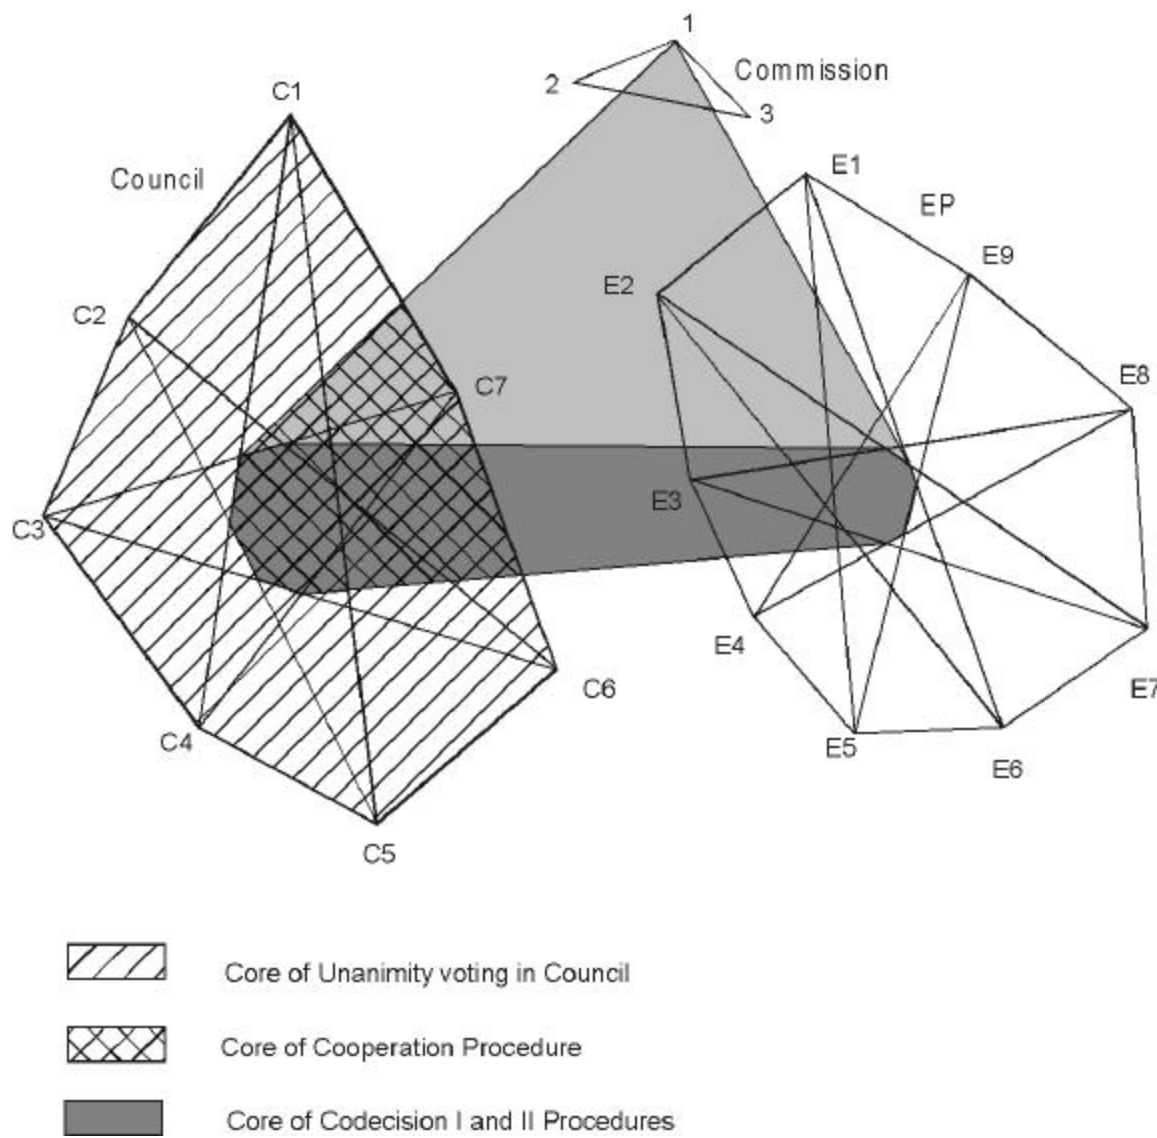 1
Commission
2
3
C1
Council
E1
EP
E9
E2
C2
C7
E8
E3
C3
E4
C6
E7
C4
E5
E6
C5
Core of Unanimity voting in Council
Core of Cooperation Procedure
Core of Codecision I and II Procedures